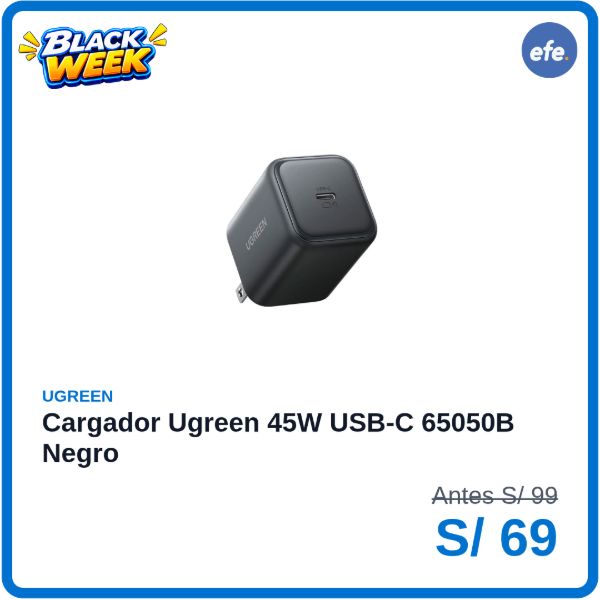 BLACK
WEEK
efe.
UGREEN
UGREEN
Cargador Ugreen 45W USB-C 65050B
Negro
Antes S/ 99
S/ 69